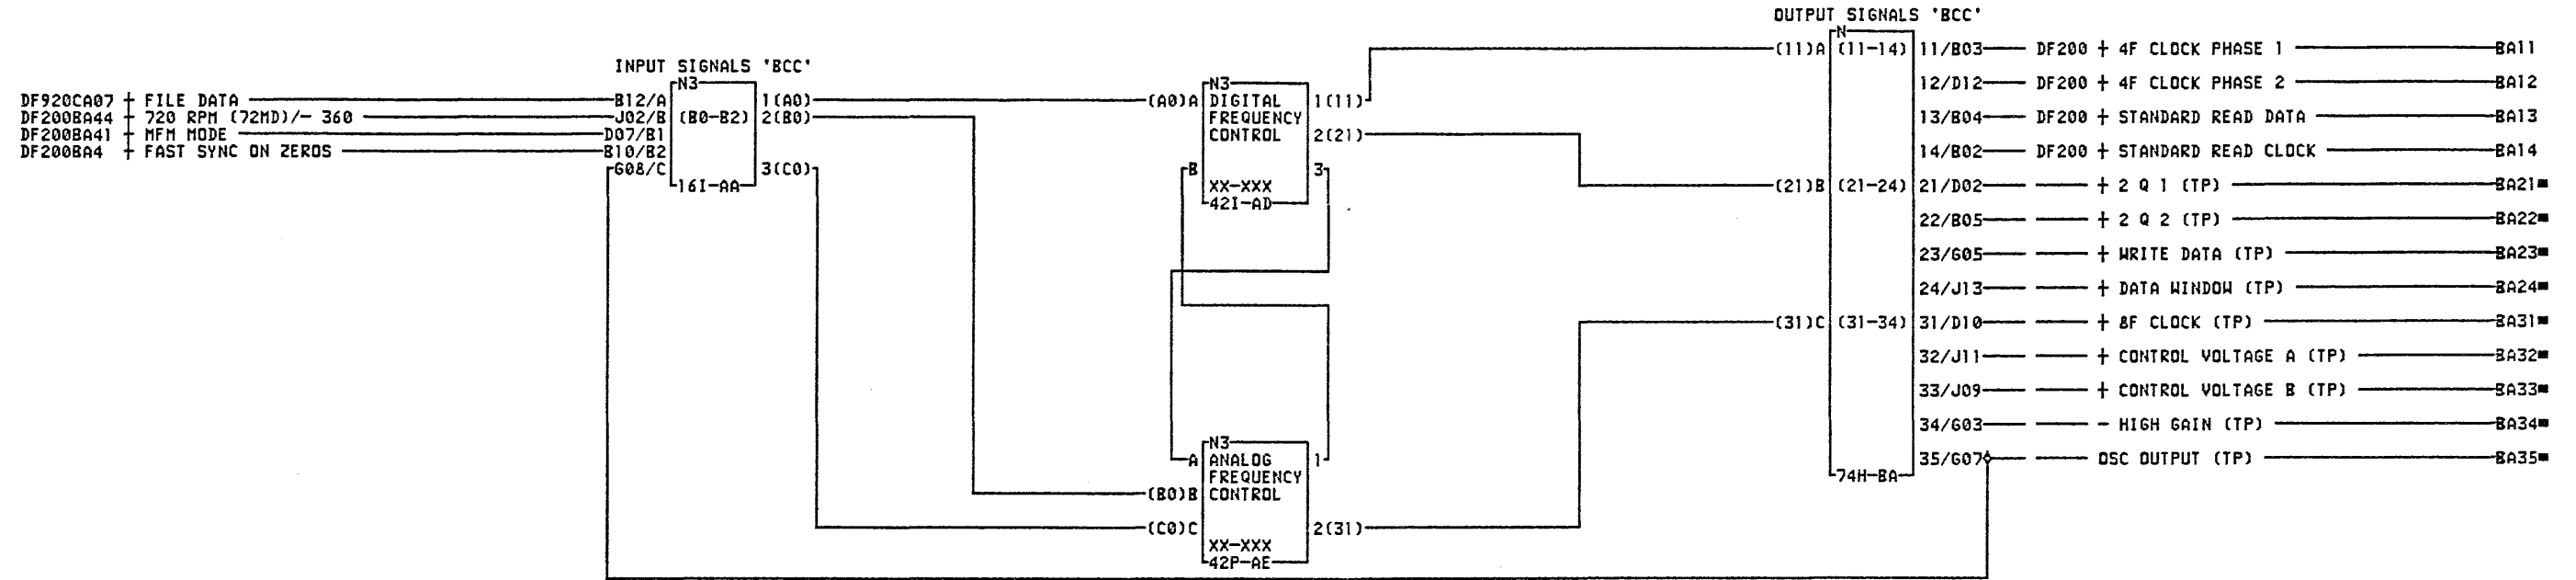 OUTPUT SIGNALS 'BCC'
INPUT SIGNALS 'BCC'
DF920CA07 + FILE DATA B12/A
DF200BA44 + 720 RPM (72MD)/- 360 J02/B
DF200BA41 + MFM MODE D07/B1
DF200BA4 + FAST SYNC ON ZEROS B10/B2
G08/C
N3
(B0-B2)
16I-AA
1(A0)
2(B0)
3(C0)
(A0)A
B
N3
DIGITAL
FREQUENCY
CONTROL
XX-XXX
42I-AD
1(11)
2(21)
3
A
(B0)B
(C0)C
N3
ANALOG
FREQUENCY
CONTROL
XX-XXX
42P-AE
1
2(31)
(11)A
(21)B
(31)C
N
(11-14)
(21-24)
(31-34)
74H-BA
11/B03 DF200 + 4F CLOCK PHASE 1 BA11
12/D12 DF200 + 4F CLOCK PHASE 2 BA12
13/B04 DF200 + STANDARD READ DATA BA13
14/B02 DF200 + STANDARD READ CLOCK BA14
21/D02 + 2 Q 1 (TP) BA21
22/B05 + 2 Q 2 (TP) BA22
23/G05 + WRITE DATA (TP) BA23
24/J13 + DATA WINDOW (TP) BA24
31/D10 + 8F CLOCK (TP) BA31
32/J11 + CONTROL VOLTAGE A (TP) BA32
33/J09 + CONTROL VOLTAGE B (TP) BA33
34/G03 - HIGH GAIN (TP) BA34
35/G07 OSC OUTPUT (TP) BA35